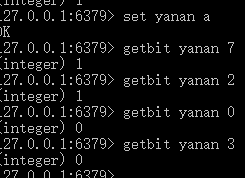 (integer) 1
27.0.0.1:6379> set yanan a
OK
27.0.0.1:6379> getbit yanan 7
(integer) 1
27.0.0.1:6379> getbit yanan 2
(integer) 1
27.0.0.1:6379> getbit yanan 0
(integer) 0
27.0.0.1:6379> getbit yanan 3
(integer) 0
27.0.0.1:6379>